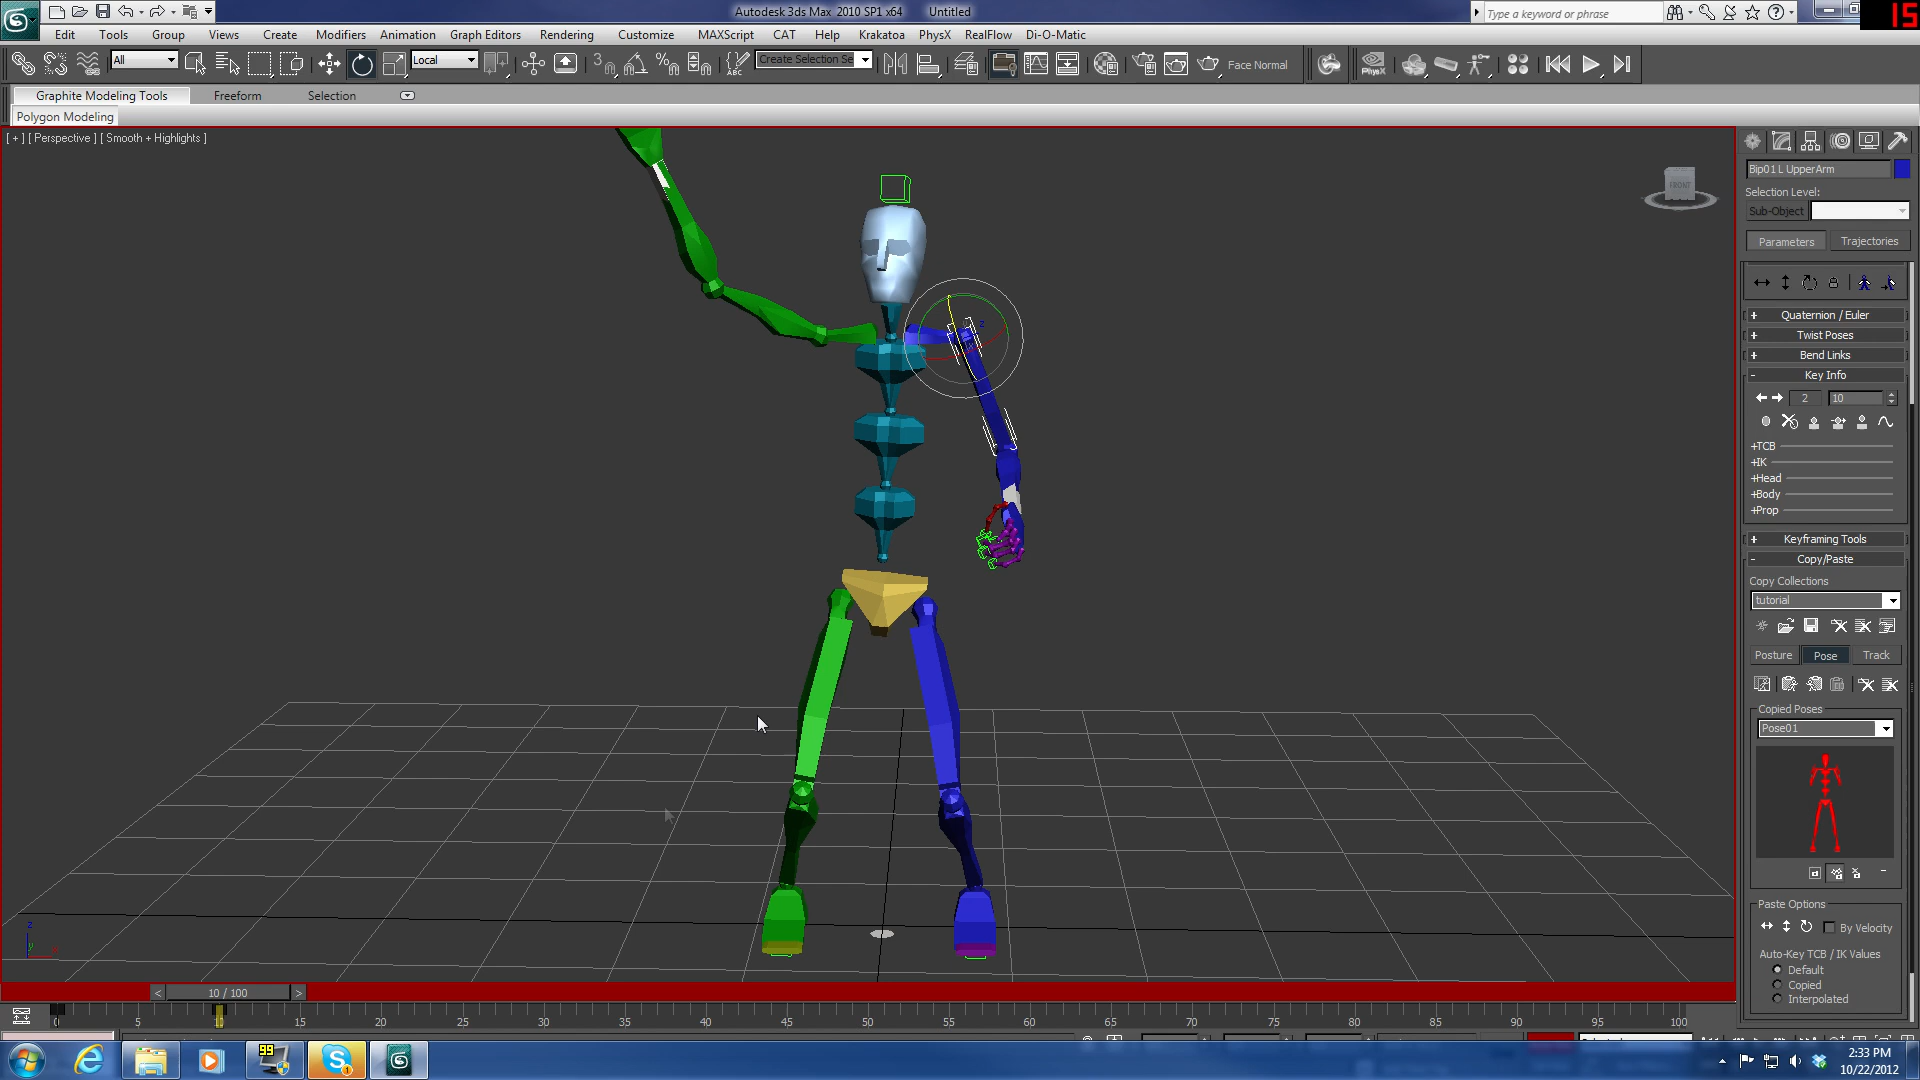 Autodesk 3ds Max 2010 SP1 x64 Untitled
Type a keyword or phrase
15
Edit Tools Group Views Create Modifiers Animation Graph Editors Rendering Customize MAXScript CAT Help Krakatoa PhysX RealFlow Di-O-Matic
All
Local
3
Create Selection Se
Face Normal
PhysX
Graphite Modeling Tools Freeform Selection
Polygon Modeling
[ + ] [ Perspective ] [ Smooth + Highlights ]
FRONT
Bip01 L UpperArm
Selection Level:
Sub-Object
Parameters Trajectories
+ Quaternion / Euler
+ Twist Poses
+ Bend Links
- Key Info
2 10
+TCB
+IK
+Head
+Body
+Prop
+ Keyframing Tools
- Copy/Paste
Copy Collections
tutorial
Posture Pose Track
Copied Poses
Pose01
Paste Options
By Velocity
Auto-Key TCB / IK Values
Default
Copied
Interpolated
z
z
y
< 10 / 100 >
0 5 10 15 20 25 30 35 40 45 50 55 60 65 70 75 80 85 90 95 100
99
2:33 PM
10/22/2012